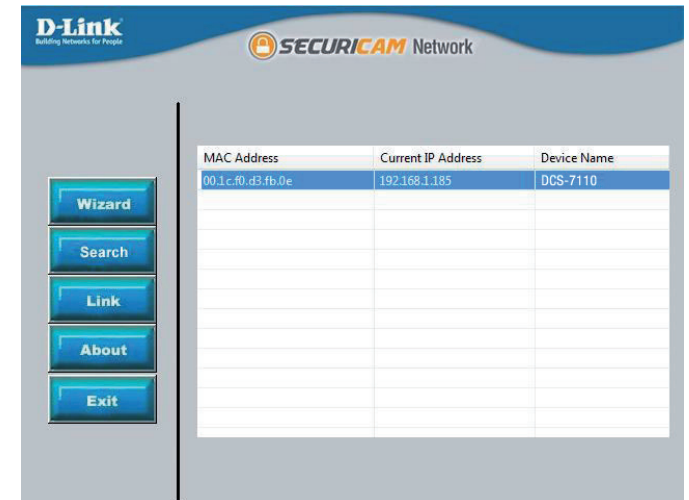 D-Link
Building Networks for People
SECURICAM Network
MAC Address Current IP Address Device Name
00.1c.f0.d3.fb.0e 192.168.1.185 DCS-7110
Wizard
Search
Link
About
Exit